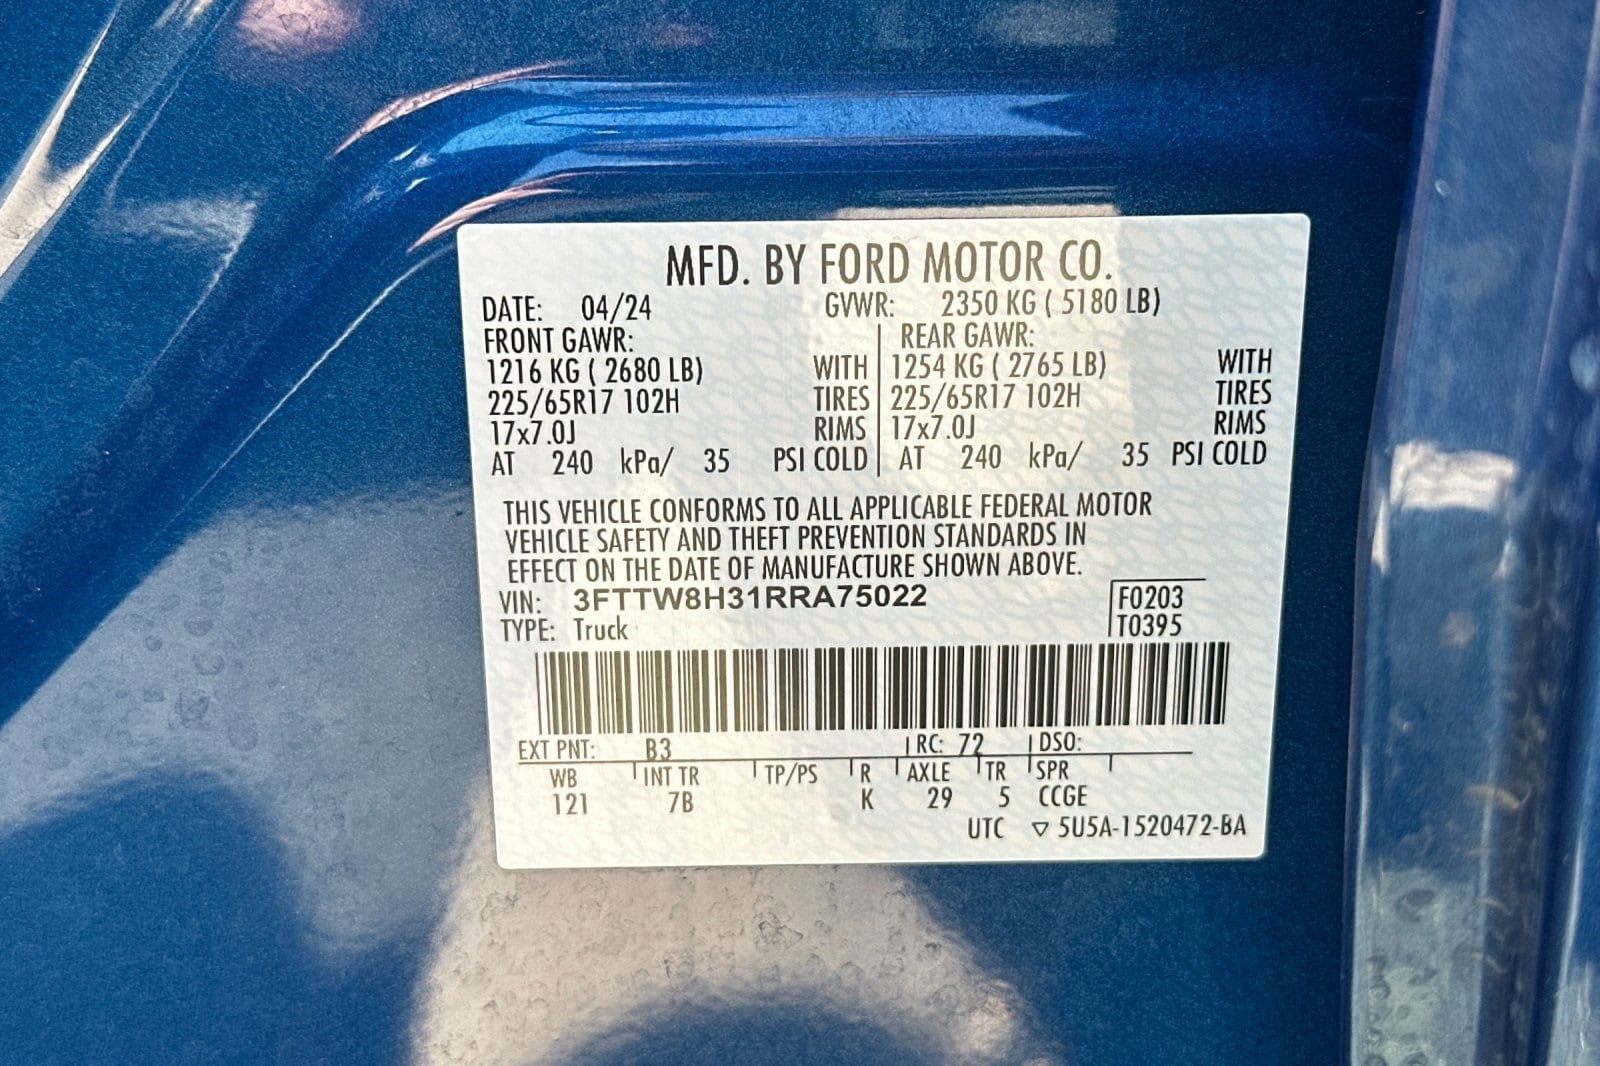 MFD. BY FORD MOTOR CO.
DATE: 04/24 GVWR: 2350 KG ( 5180 LB)
FRONT GAWR: REAR GAWR:
1216 KG ( 2680 LB) WITH 1254 KG ( 2765 LB) WITH
225/65R17 102H TIRES 225/65R17 102H TIRES
17x7.0J RIMS 17x7.0J RIMS
AT 240 kPa/ 35 PSI COLD AT 240 kPa/ 35 PSI COLD
THIS VEHICLE CONFORMS TO ALL APPLICABLE FEDERAL MOTOR
VEHICLE SAFETY AND THEFT PREVENTION STANDARDS IN
EFFECT ON THE DATE OF MANUFACTURE SHOWN ABOVE.
VIN: 3FTTW8H31RRA75022 F0203
TYPE: Truck T0395
EXT PNT: B3 RC: 72 DSO:
WB INT TR TP/PS R AXLE TR SPR
121 7B K 29 5 CCGE
UTC ▽ 5U5A-1520472-BA